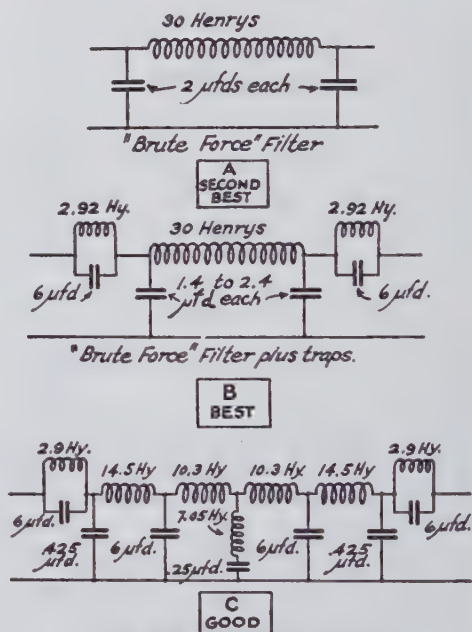 30 Henrys
2 µfds each
"Brute Force" Filter
A
SECOND
BEST
2.92 Hy.
30 Henrys
2.92 Hy.
6 µfd.
1.4 to 2.4
µfd each
6 µfd.
"Brute Force" Filter plus traps.
B
BEST
2.9 Hy.
14.5 Hy
10.3 Hy
10.3 Hy
14.5 Hy
2.9 Hy.
6 µfd.
.425
µfd.
6 µfd.
7.05 Hy.
.25 µfd.
6 µfd.
.425
µfd.
6 µfd.
C
GOOD